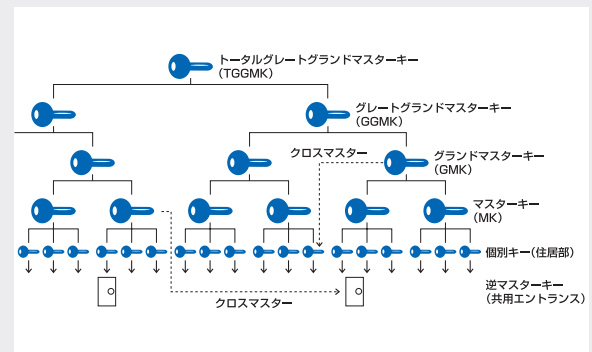 トータルグレートグランドマスターキー
(TGGMK)
グレートグランドマスターキー
(GGMK)
クロスマスター
グランドマスターキー
(GMK)
マスターキー
(MK)
個別キー(住居部)
逆マスターキー
(共用エントランス)
クロスマスター